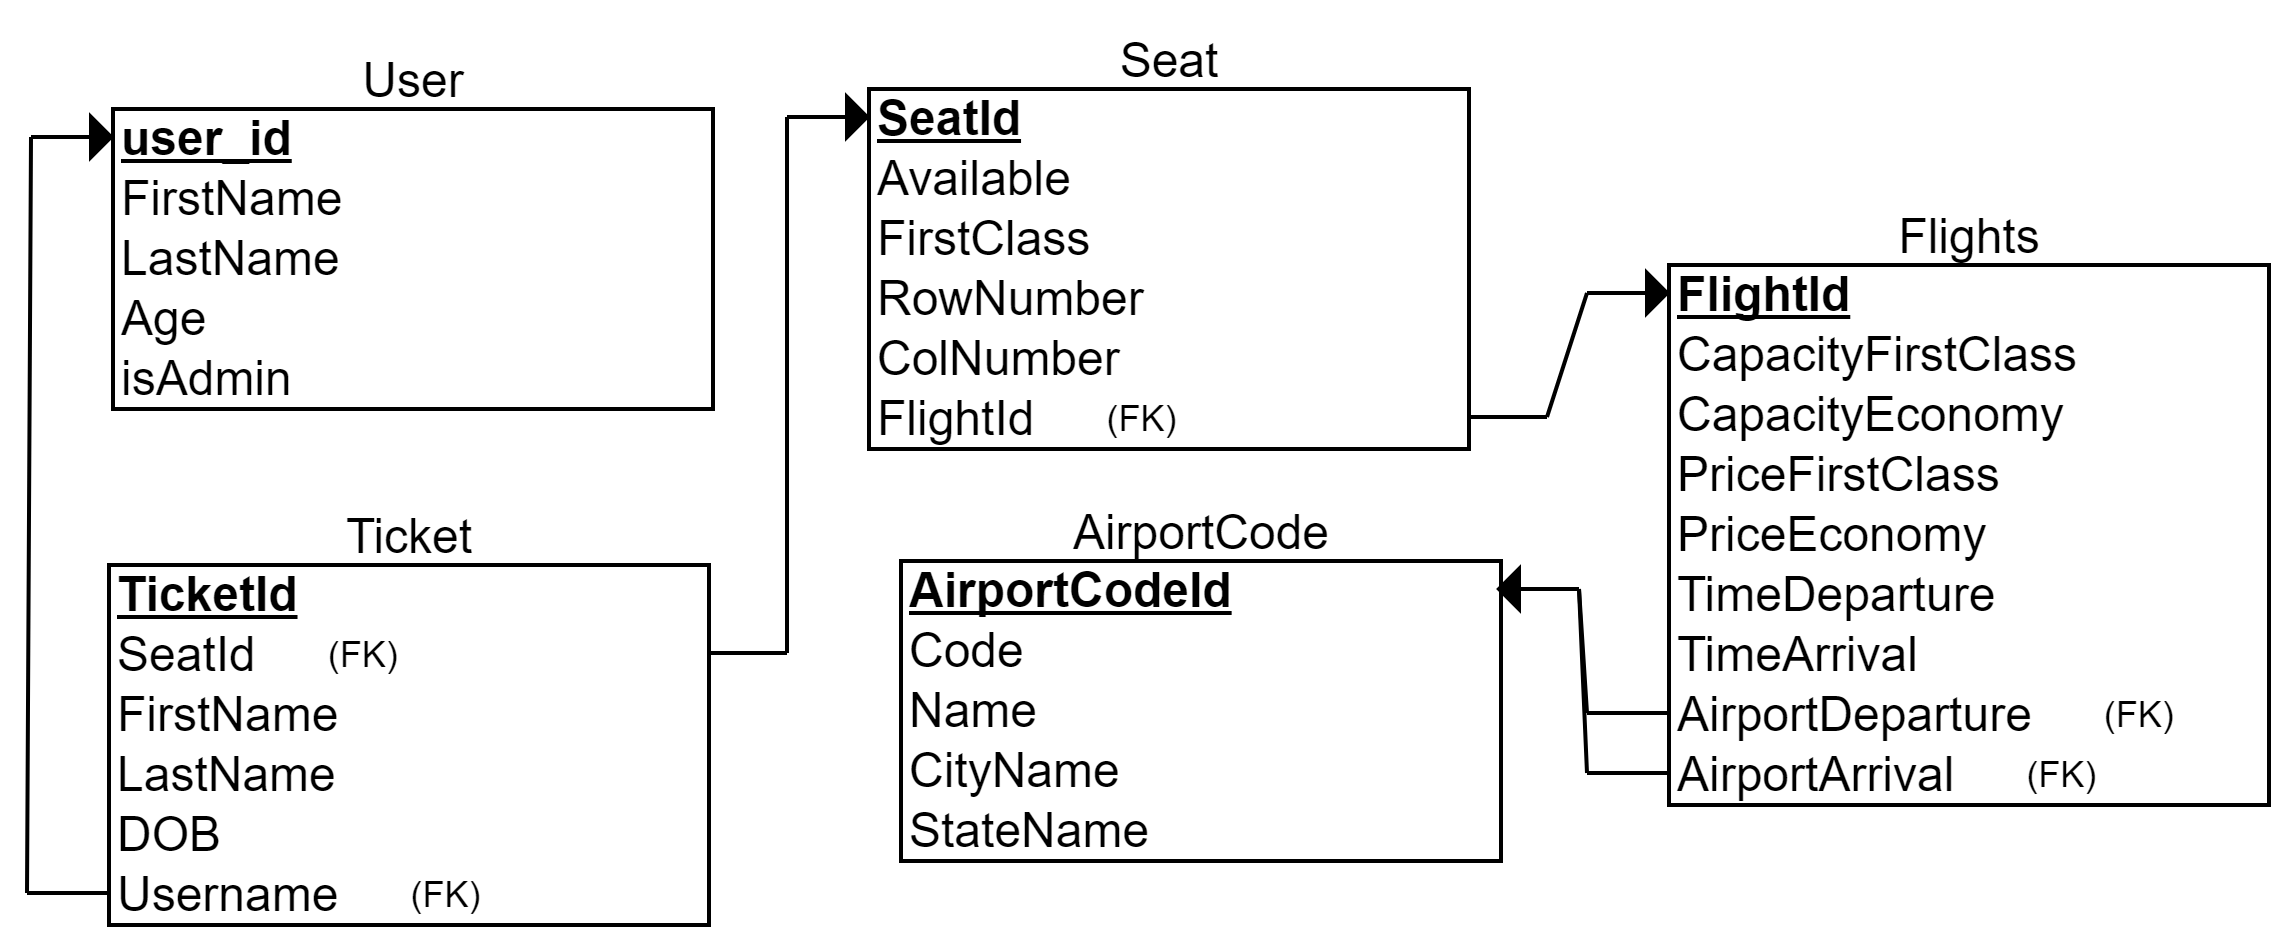 User
user_id
FirstName
LastName
Age
isAdmin
Seat
SeatId
Available
FirstClass
RowNumber
ColNumber
FlightId (FK)
Flights
FlightId
CapacityFirstClass
CapacityEconomy
PriceFirstClass
PriceEconomy
TimeDeparture
TimeArrival
AirportDeparture (FK)
AirportArrival (FK)
Ticket
TicketId
SeatId (FK)
FirstName
LastName
DOB
Username (FK)
AirportCode
AirportCodeId
Code
Name
CityName
StateName